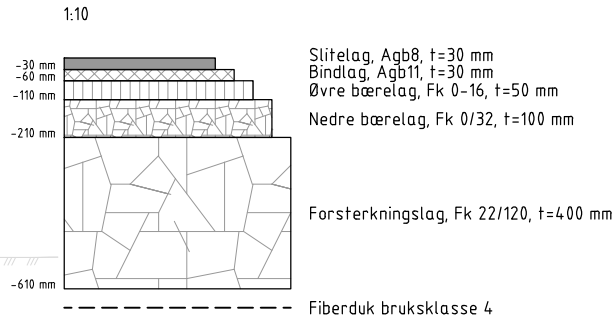 1:10
-30 mm
-60 mm
-110 mm
-210 mm
-610 mm
Slitelag, Agb8, t=30 mm
Bindlag, Agb11, t=30 mm
Øvre bærelag, Fk 0-16, t=50 mm
Nedre bærelag, Fk 0/32, t=100 mm
Forsterkningslag, Fk 22/120, t=400 mm
Fiberduk bruksklasse 4